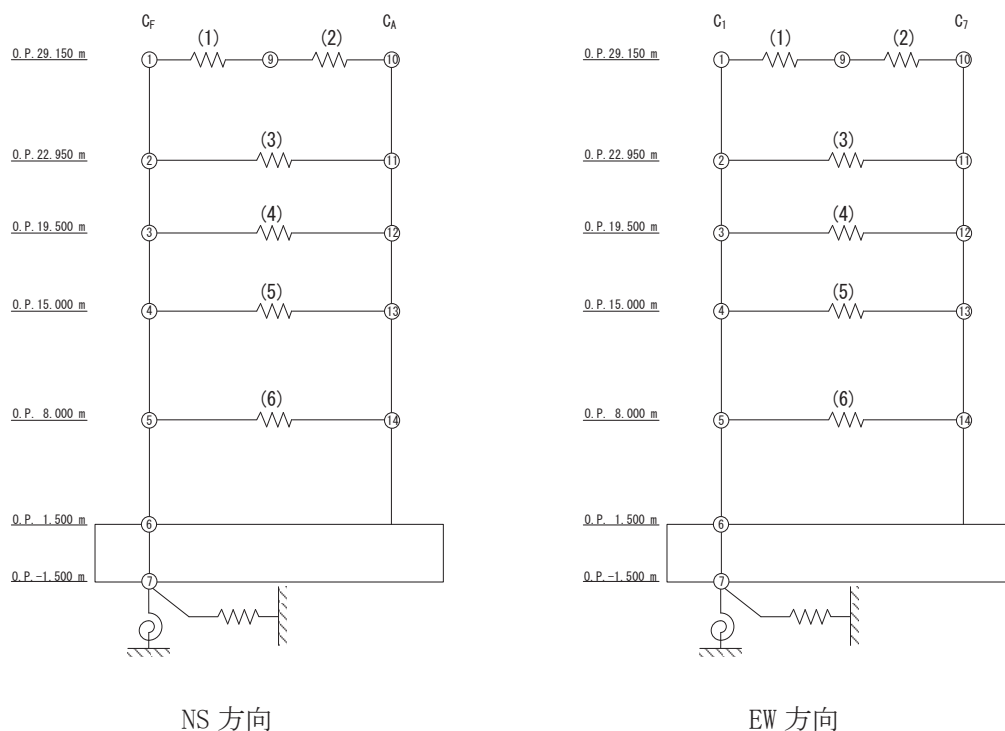 C_F C_A
O.P.29.150 m ① (1) ⑨ (2) ⑩
O.P.22.950 m ② (3) ⑪
O.P.19.500 m ③ (4) ⑫
O.P.15.000 m ④ (5) ⑬
O.P. 8.000 m ⑤ (6) ⑭
O.P. 1.500 m ⑥
O.P.-1.500 m ⑦
NS 方向
C_1 C_7
O.P.29.150 m ① (1) ⑨ (2) ⑩
O.P.22.950 m ② (3) ⑪
O.P.19.500 m ③ (4) ⑫
O.P.15.000 m ④ (5) ⑬
O.P. 8.000 m ⑤ (6) ⑭
O.P. 1.500 m ⑥
O.P.-1.500 m ⑦
EW 方向